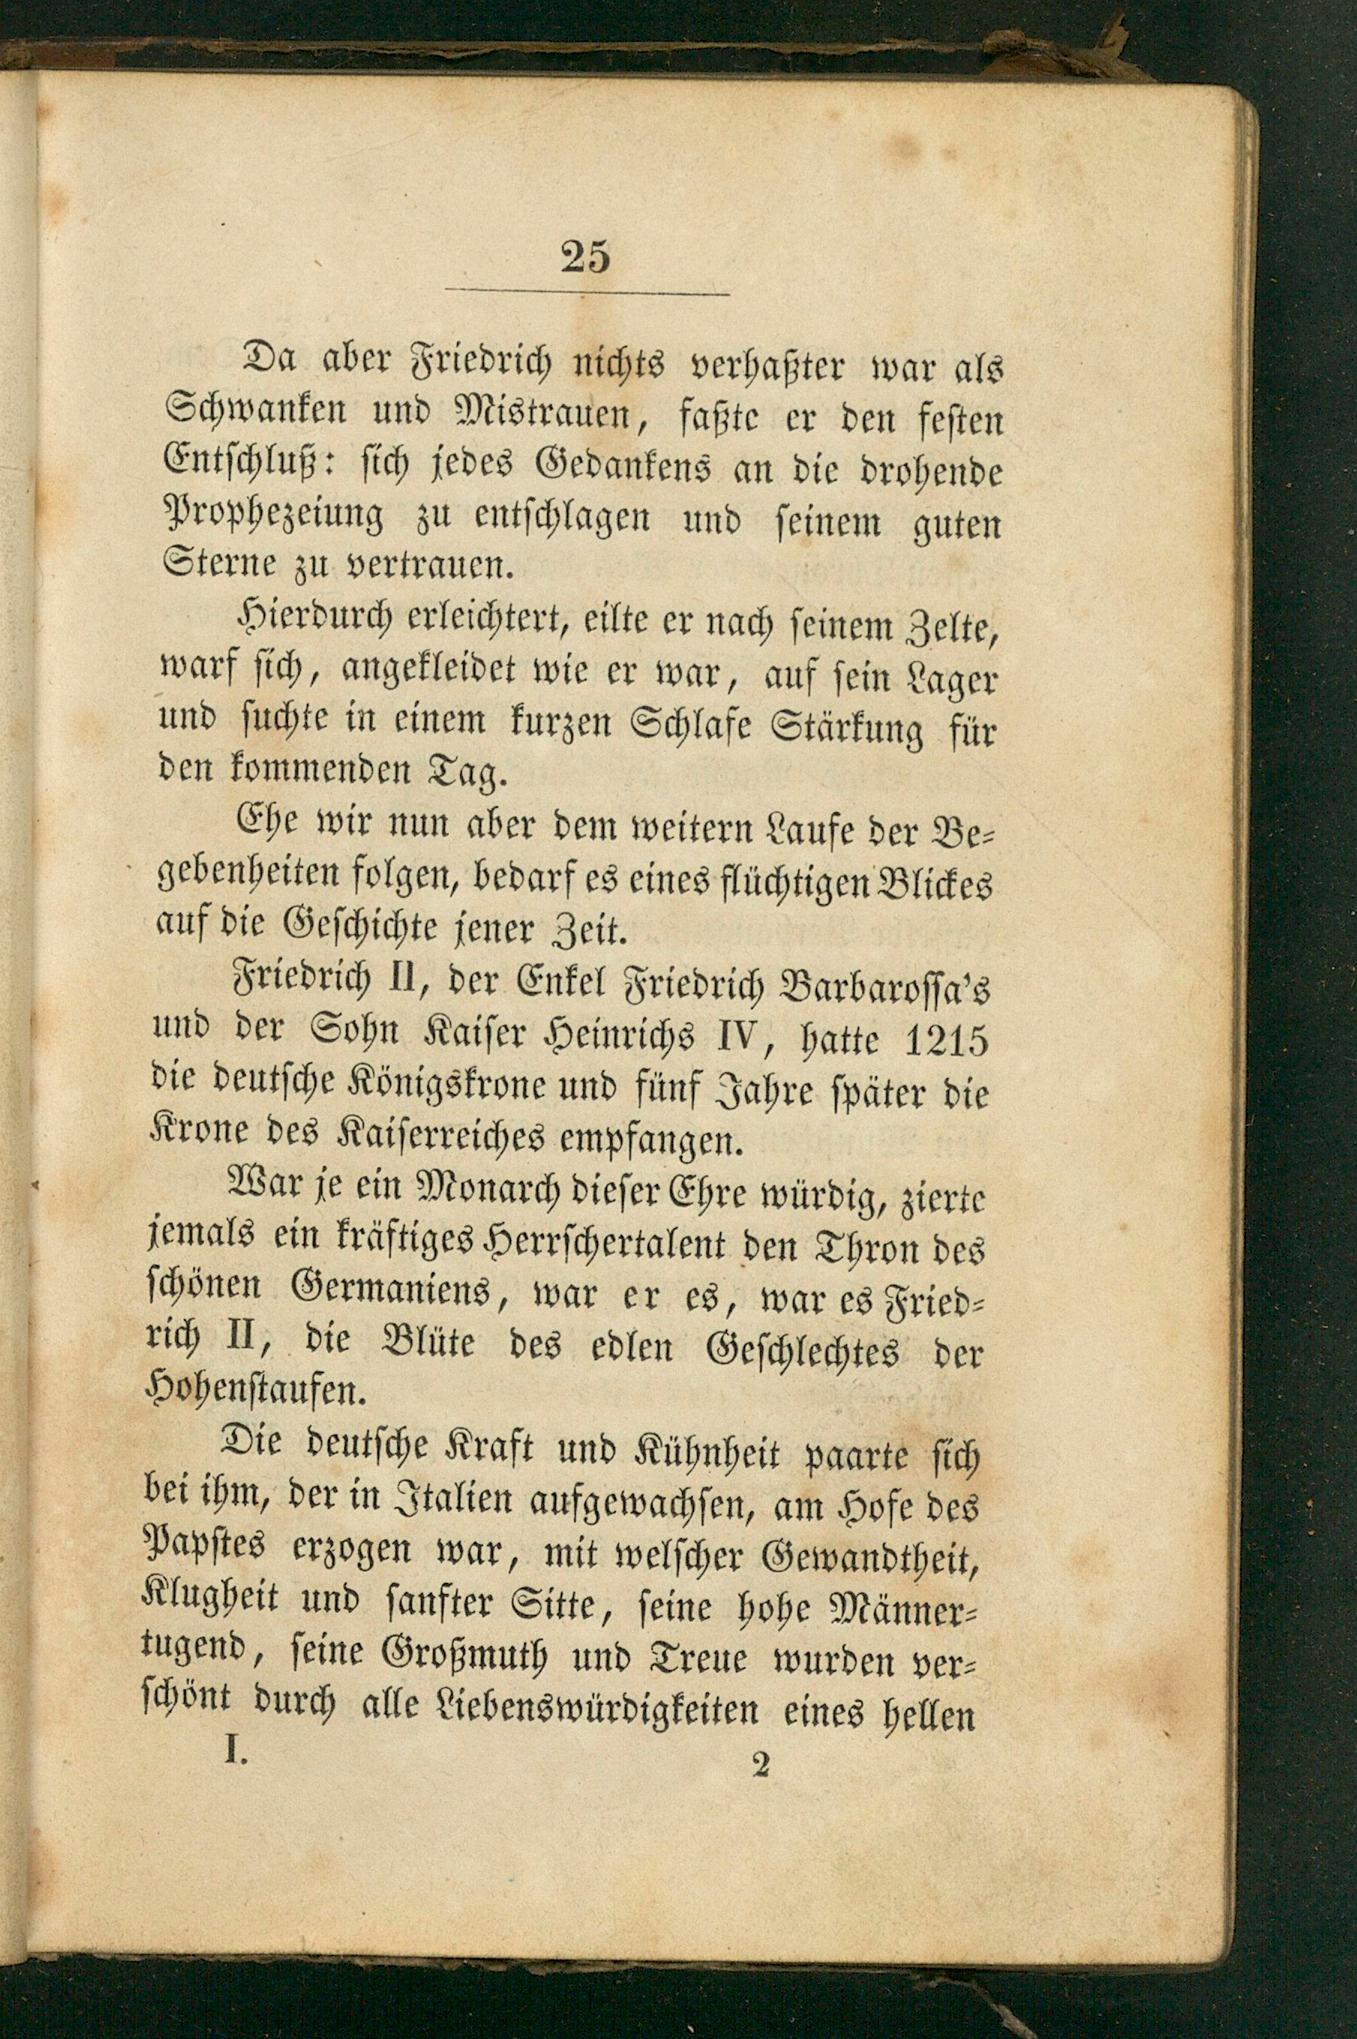 25
Da aber Friedrich nichts verhaßter war als
Schwanken und Mistrauen, faßte er den festen
Entschluß: sich jedes Gedankens an die drohende
Prophezeiung zu entschlagen und seinem guten
Sterne zu vertrauen.
Hierdurch erleichtert, eilte er nach seinem Zelte,
warf sich, angekleidet wie er war, auf sein Lager
und suchte in einem kurzen Schlafe Stärkung für
den kommenden Tag.
Ehe wir nun aber dem weitern Laufe der Be-
gebenheiten folgen, bedarf es eines flüchtigen Blickes
auf die Geschichte jener Zeit.
Friedrich II, der Enkel Friedrich Barbarossa's
und der Sohn Kaiser Heinrichs IV, hatte 1215
die deutsche Königskrone und fünf Jahre später die
Krone des Kaiserreiches empfangen.
War je ein Monarch dieser Ehre würdig, zierte
jemals ein kräftiges Herrschertalent den Thron des
schönen Germaniens, war er es, war es Fried-
rich II, die Blüte des edlen Geschlechtes der
Hohenstaufen.
Die deutsche Kraft und Kühnheit paarte sich
bei ihm, der in Italien aufgewachsen, am Hofe des
Papstes erzogen war, mit welscher Gewandtheit,
Klugheit und sanfter Sitte, seine hohe Männer-
tugend, seine Großmuth und Treue wurden ver-
schönt durch alle Liebenswürdigkeiten eines hellen
I. 2